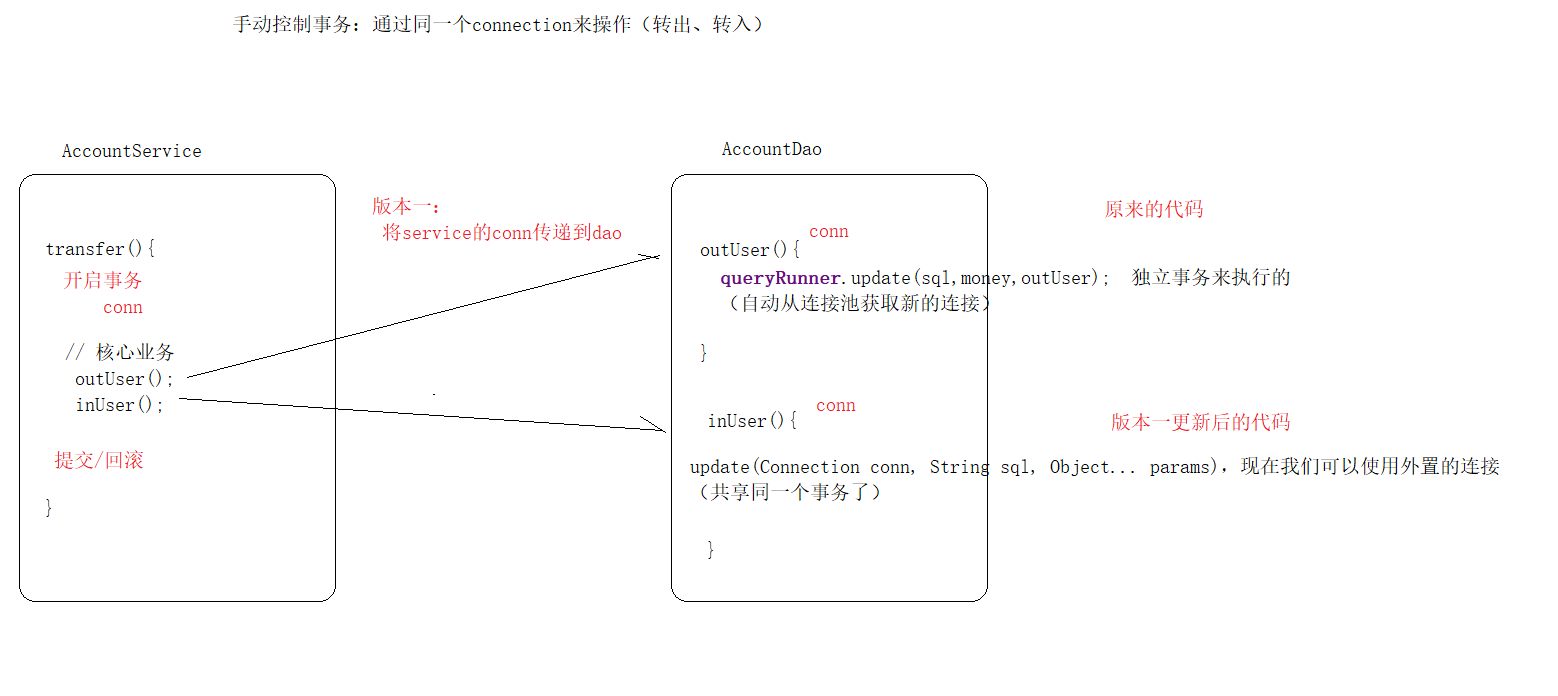 手动控制事务：通过同一个connection来操作（转出、转入）
AccountService
AccountDao
版本一：
将service的conn传递到dao
原来的代码
transfer(){
开启事务
conn
// 核心业务
outUser();
inUser();
提交/回滚
}
conn
outUser(){
queryRunner.update(sql,money,outUser); 独立事务来执行的
（自动从连接池获取新的连接）
}
conn
inUser(){
版本一更新后的代码
update(Connection conn, String sql, Object... params)，现在我们可以使用外置的连接
（共享同一个事务了）
}